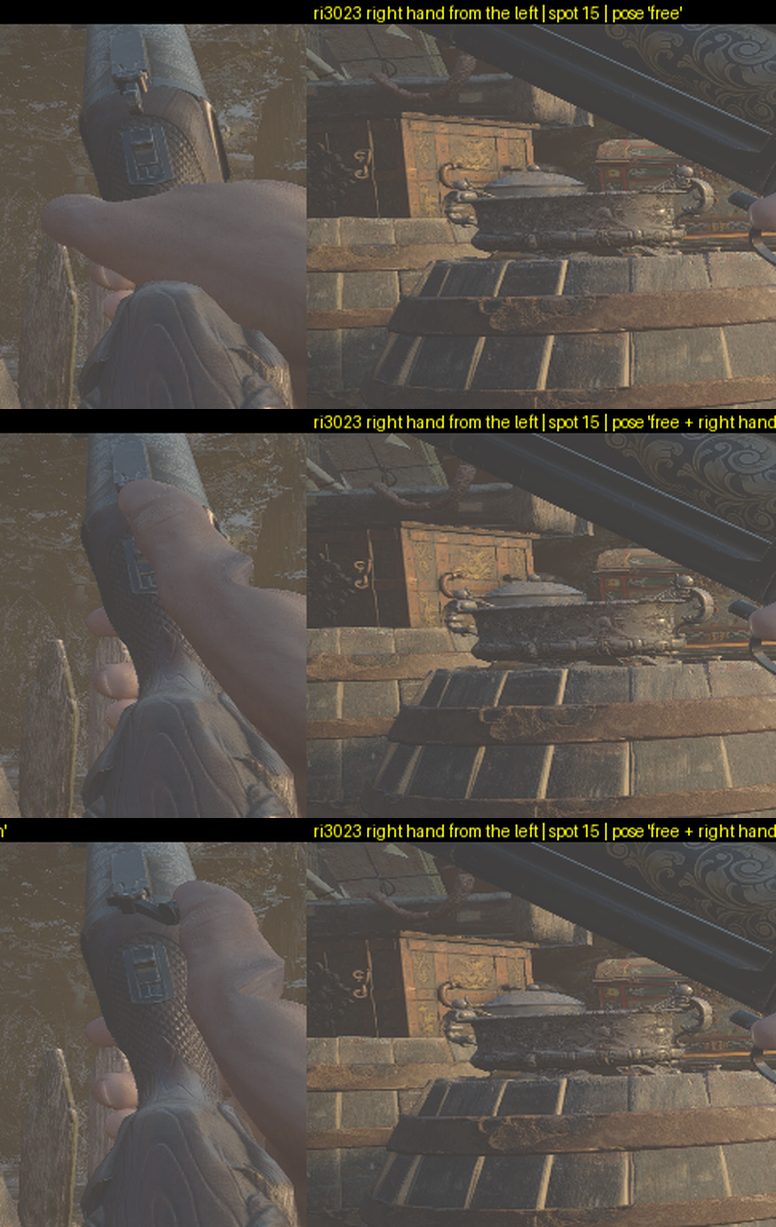 ri3023 right hand from the left | spot 15 | pose 'free'
ri3023 right hand from the left | spot 15 | pose 'free + right hand
' ri3023 right hand from the left | spot 15 | pose 'free + right hand